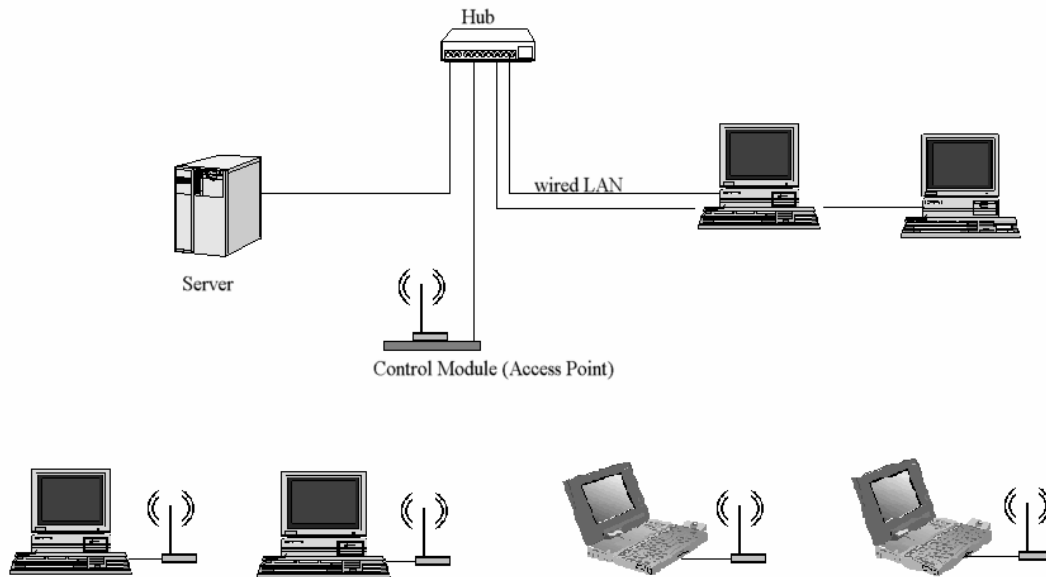 Hub
wired LAN
Server
Control Module (Access Point)